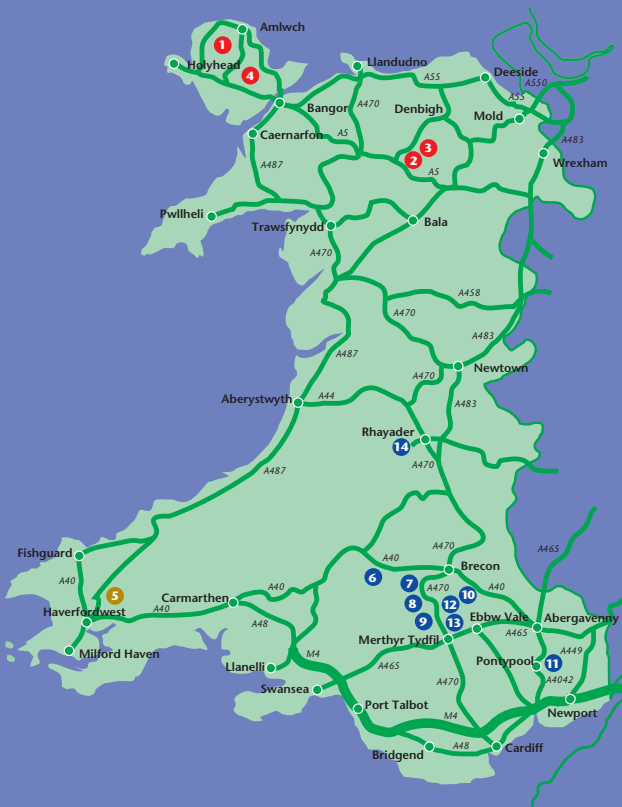 Amlwch
1
Holyhead
4
Llandudno
A55
Deeside
A550
A55
Bangor
A470
Denbigh
Mold
A5
Caernarfon
A483
3
2
A5
Wrexham
A487
Pwllheli
Trawsfynydd
Bala
A470
A458
A470
A483
A487
Newtown
A470
Aberystwyth
A44
A483
Rhayader
14
A470
A487
A465
Fishguard
A470
A40
Brecon
6
7
A40
5
A40
A470
A40
10
Carmarthen
8
12
Haverfordwest
A40
A48
9
13
Ebbw Vale
Abergavenny
A465
Merthyr Tydfil
A449
Milford Haven
M4
Llanelli
A465
Pontypool
11
A470
A4042
Swansea
Port Talbot
M4
Newport
Bridgend
A48
Cardiff